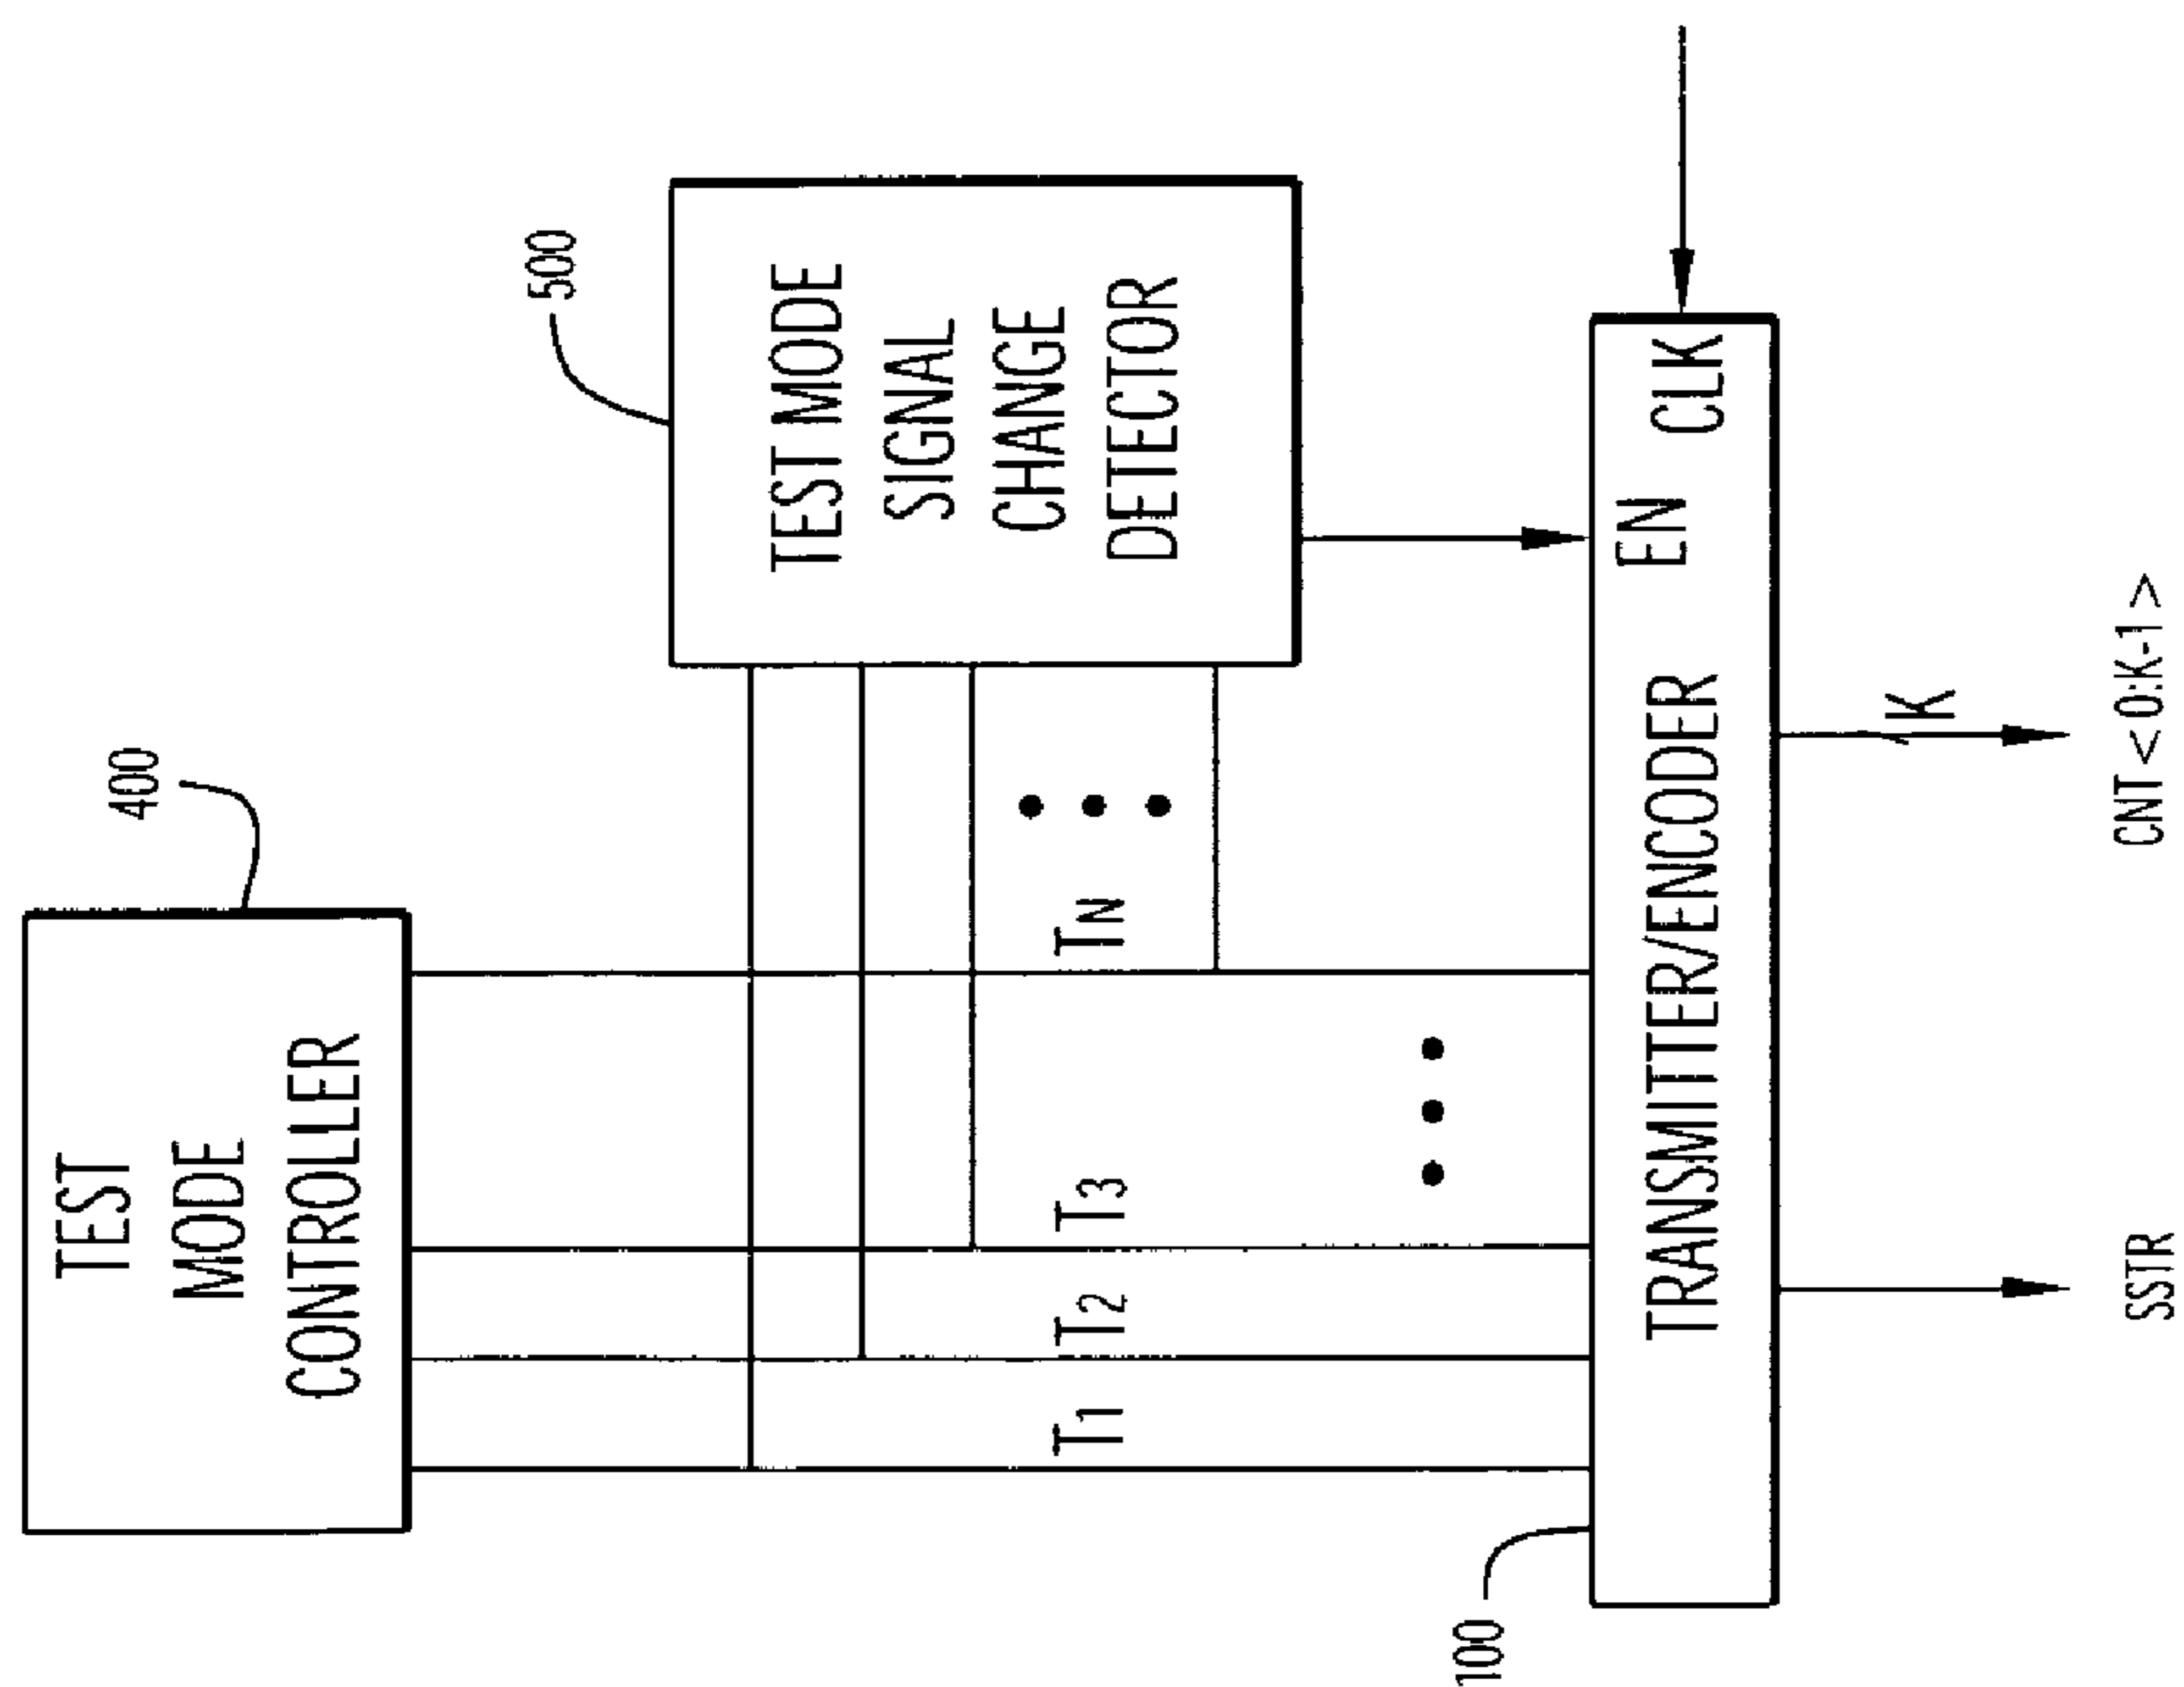 400
TEST
MODE
CONTROLLER
500
TEST MODE
SIGNAL
CHANGE
DETECTOR
T1
T2
T3
TN
100
TRANSMITTER/ENCODER
EN
CLK
K
SSTR
CNT <0:K-1>